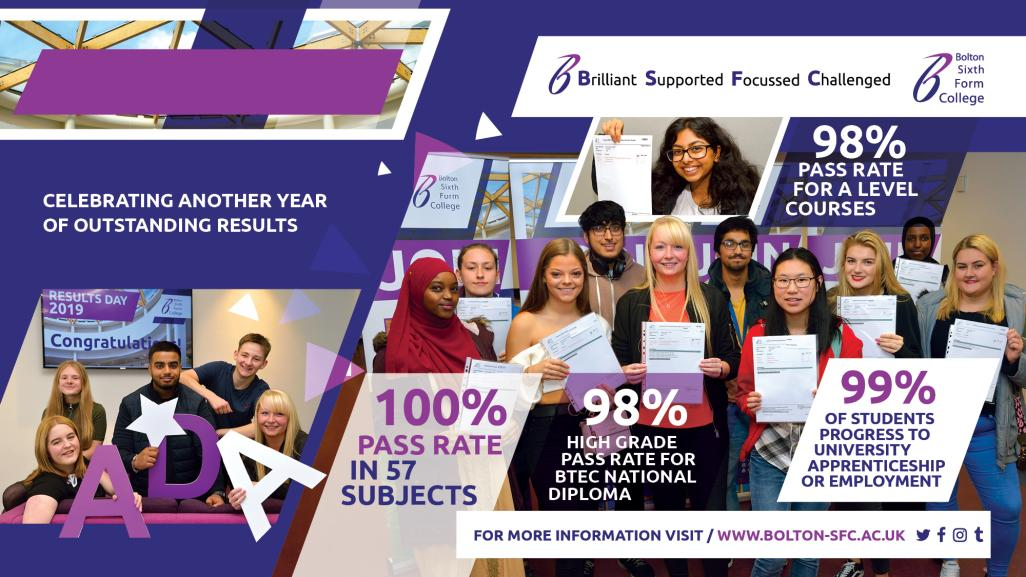 Brilliant Supported Focussed Challenged
Bolton
Sixth
Form
College
98%
PASS RATE
FOR A LEVEL
COURSES
CELEBRATING ANOTHER YEAR
OF OUTSTANDING RESULTS
Bolton
Sixth
Form
College
RESULTS DAY
2019
Congratulation
A D A
100%
PASS RATE
IN 57
SUBJECTS
98%
HIGH GRADE
PASS RATE FOR
BTEC NATIONAL
DIPLOMA
99%
OF STUDENTS
PROGRESS TO
UNIVERSITY
APPRENTICESHIP
OR EMPLOYMENT
FOR MORE INFORMATION VISIT / WWW.BOLTON-SFC.AC.UK